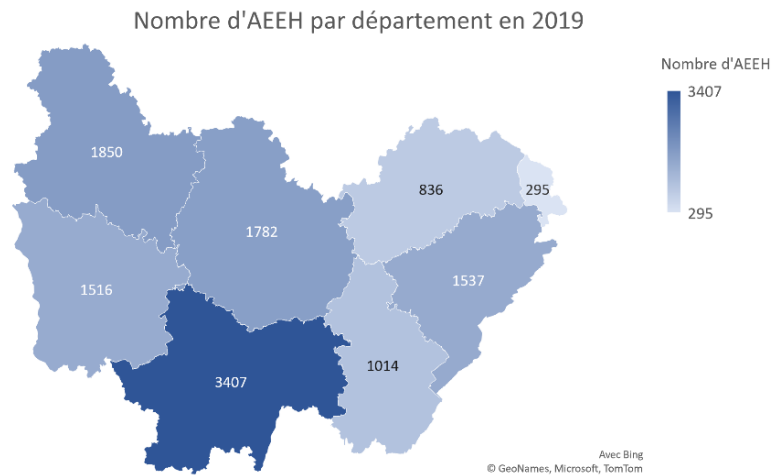 Nombre d'AEEH par département en 2019
Nombre d'AEEH
3407
295
1850
836
295
1782
1537
1516
1014
3407
Avec Bing
© GeoNames, Microsoft, TomTom